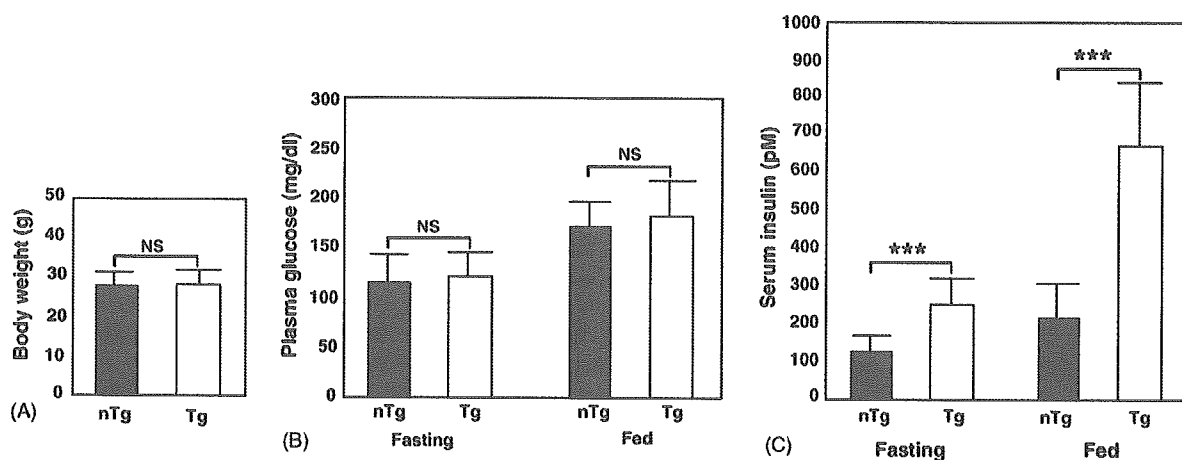 Body weight (g)
50
40
30
20
10
0
NS
nTg
Tg
(A)
Plasma glucose (mg/dl)
300
250
200
150
100
50
0
NS
NS
nTg
Tg
nTg
Tg
Fasting
Fed
(B)
Serum insulin (pM)
1000
900
800
700
600
500
400
300
200
100
0
***
***
nTg
Tg
nTg
Tg
Fasting
Fed
(C)